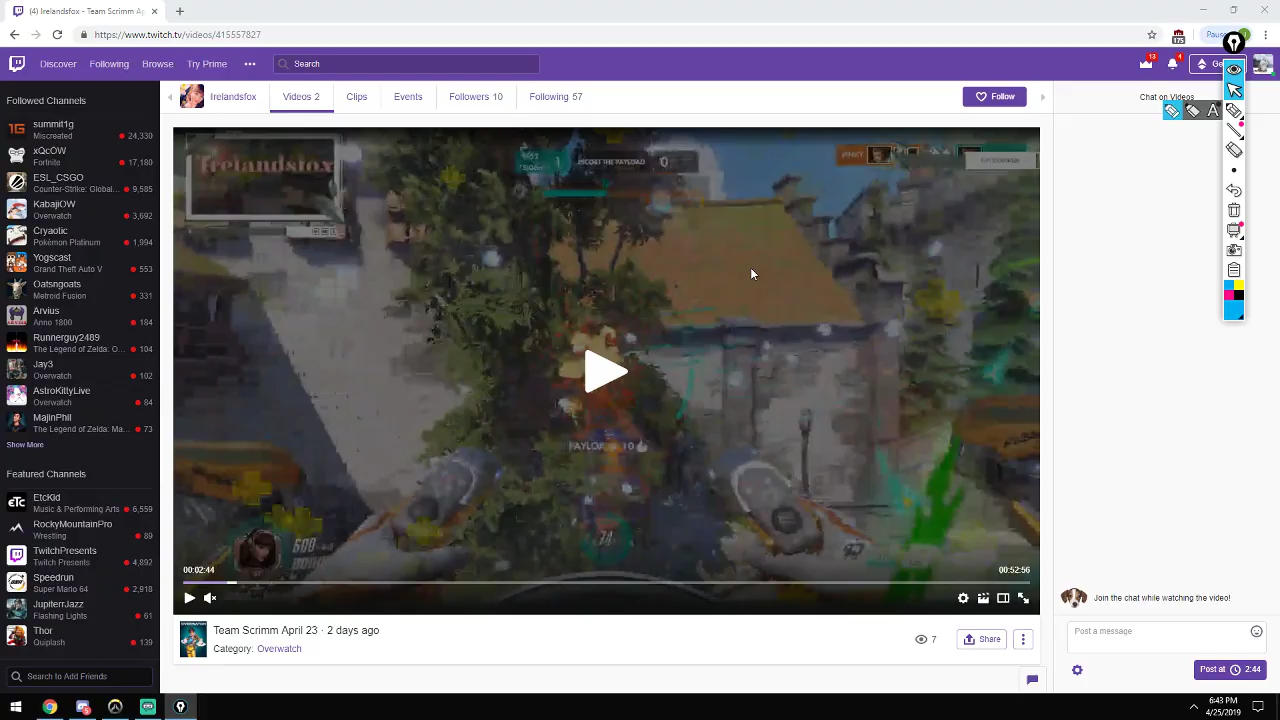 (4) Irelandsfox - Team Scrimm Ap
https://www.twitch.tv/videos/415557827
175
Discover
Following
Browse
Try Prime
Search
13
4
Followed Channels
summit1g
Miscreated
24,330
xQcOW
Fortnite
17,180
ESL_CSGO
Counter-Strike: Global...
9,585
KabajiOW
Overwatch
3,692
Cryaotic
Pokémon Platinum
1,994
Yogscast
Grand Theft Auto V
553
Oatsngoats
Metroid Fusion
331
Arvius
Anno 1800
184
Runnerguy2489
The Legend of Zelda: O...
104
Jay3
Overwatch
102
AstroKittyLive
Overwatch
84
MajinPhil
The Legend of Zelda: Ma...
73
Show More
Featured Channels
EtcKid
Music & Performing Arts
6,559
RockyMountainPro
Wrestling
89
TwitchPresents
Twitch Presents
4,892
Speedrun
Super Mario 64
2,918
JupiterrJazz
Flashing Lights
61
Thor
Quiplash
139
Search to Add Friends
Irelandsfox
Videos 2
Clips
Events
Followers 10
Following 57
Follow
Irelandsfox
ESCORT THE PAYLOAD
00:02:44
00:52:56
Team Scrimm April 23 · 2 days ago
Category: Overwatch
7
Share
Chat on Videos
A
Join the chat while watching the video!
Post a message
Post at 2:44
6:43 PM
4/25/2019